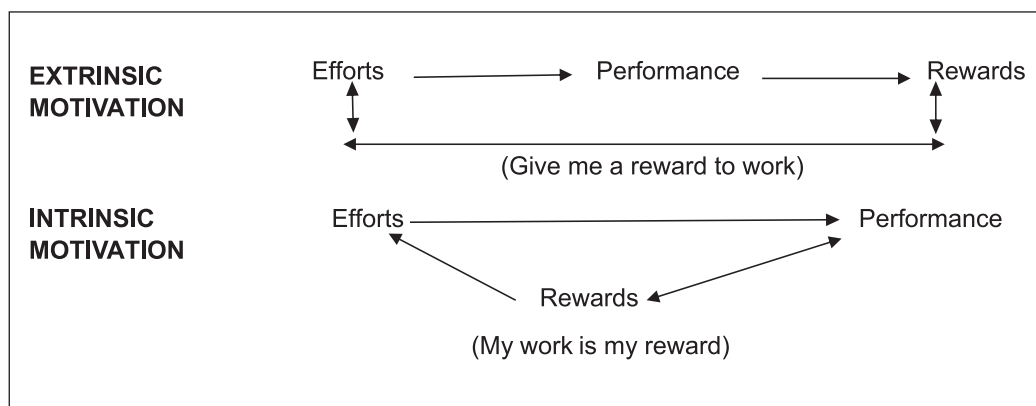 EXTRINSIC MOTIVATION
Efforts Performance Rewards
(Give me a reward to work)
INTRINSIC MOTIVATION
Efforts Performance
Rewards
(My work is my reward)